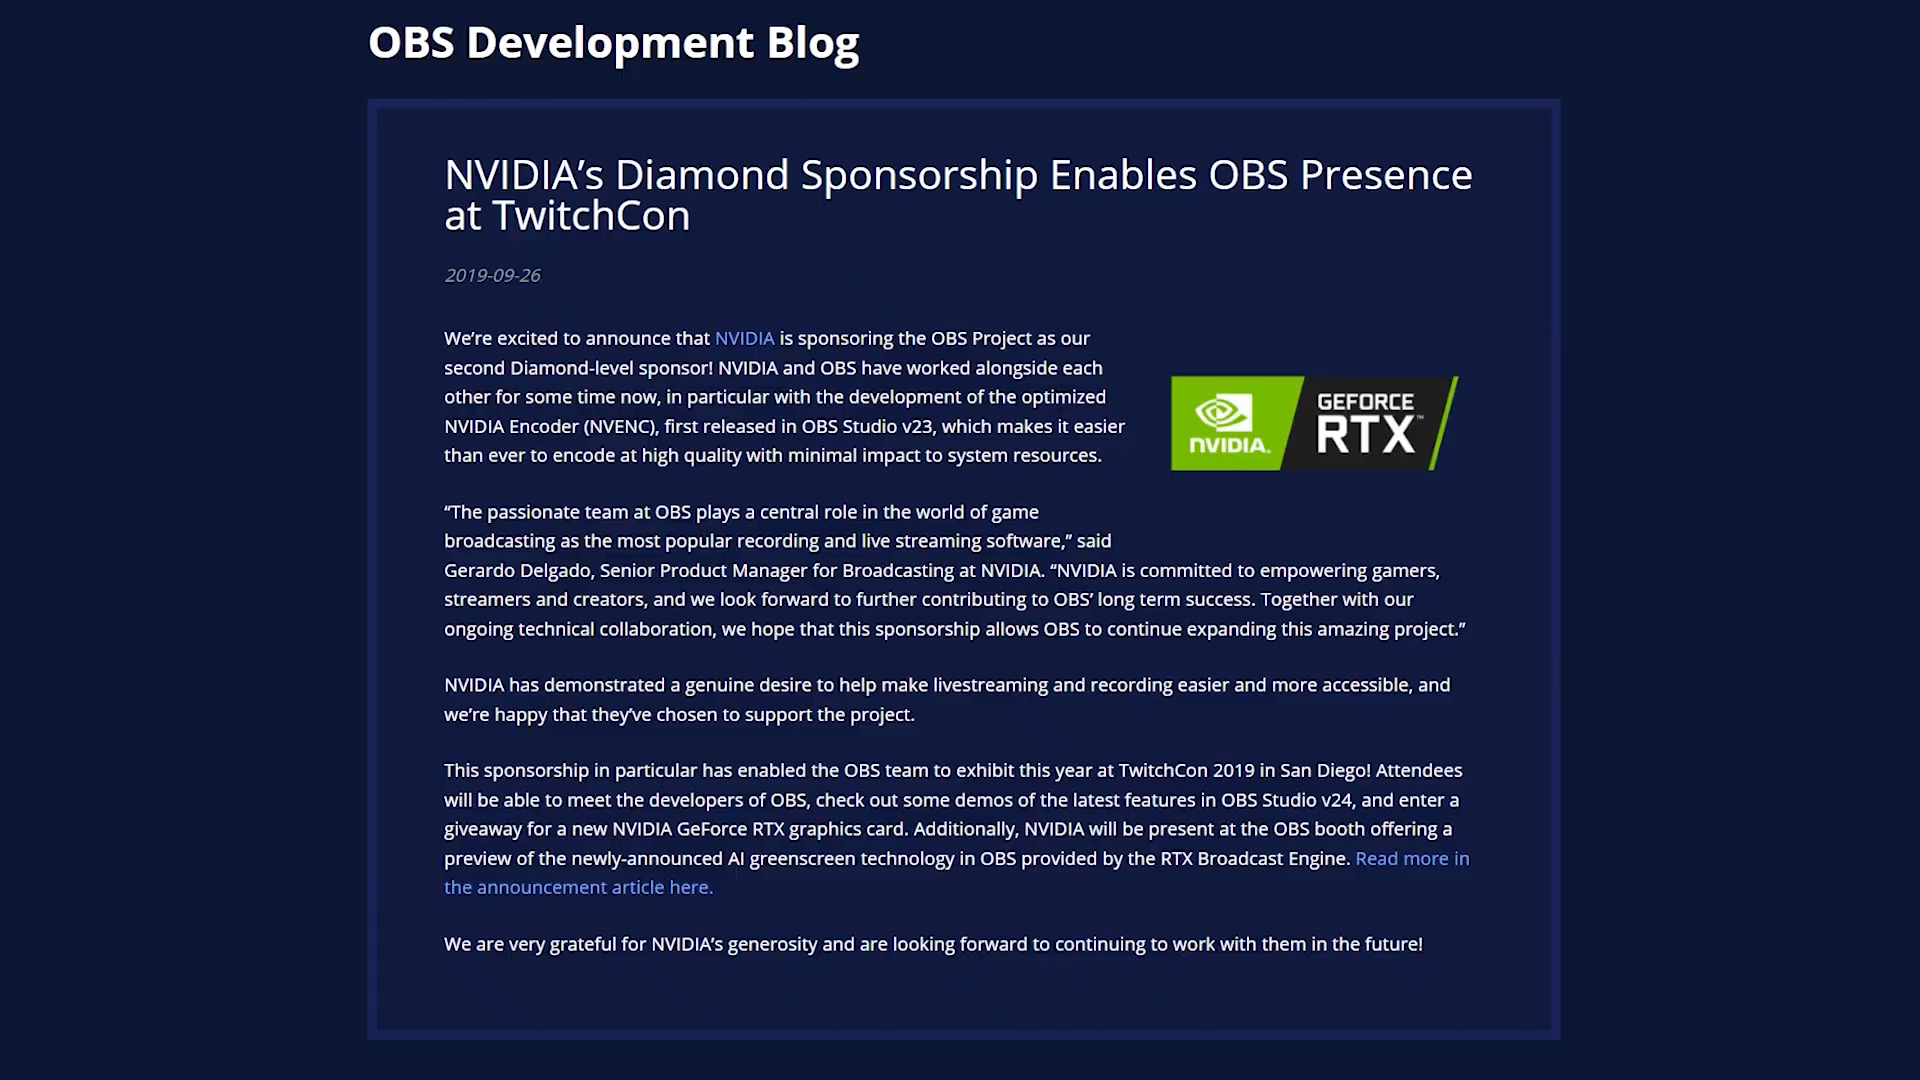 OBS Development Blog
NVIDIA’s Diamond Sponsorship Enables OBS Presence
at TwitchCon
2019-09-26
We’re excited to announce that NVIDIA is sponsoring the OBS Project as our
second Diamond-level sponsor! NVIDIA and OBS have worked alongside each
other for some time now, in particular with the development of the optimized
NVIDIA Encoder (NVENC), first released in OBS Studio v23, which makes it easier
than ever to encode at high quality with minimal impact to system resources.
NVIDIA.
GEFORCE
RTX™
“The passionate team at OBS plays a central role in the world of game
broadcasting as the most popular recording and live streaming software,” said
Gerardo Delgado, Senior Product Manager for Broadcasting at NVIDIA. “NVIDIA is committed to empowering gamers,
streamers and creators, and we look forward to further contributing to OBS’ long term success. Together with our
ongoing technical collaboration, we hope that this sponsorship allows OBS to continue expanding this amazing project.”
NVIDIA has demonstrated a genuine desire to help make livestreaming and recording easier and more accessible, and
we’re happy that they’ve chosen to support the project.
This sponsorship in particular has enabled the OBS team to exhibit this year at TwitchCon 2019 in San Diego! Attendees
will be able to meet the developers of OBS, check out some demos of the latest features in OBS Studio v24, and enter a
giveaway for a new NVIDIA GeForce RTX graphics card. Additionally, NVIDIA will be present at the OBS booth offering a
preview of the newly-announced AI greenscreen technology in OBS provided by the RTX Broadcast Engine. Read more in
the announcement article here.
We are very grateful for NVIDIA’s generosity and are looking forward to continuing to work with them in the future!